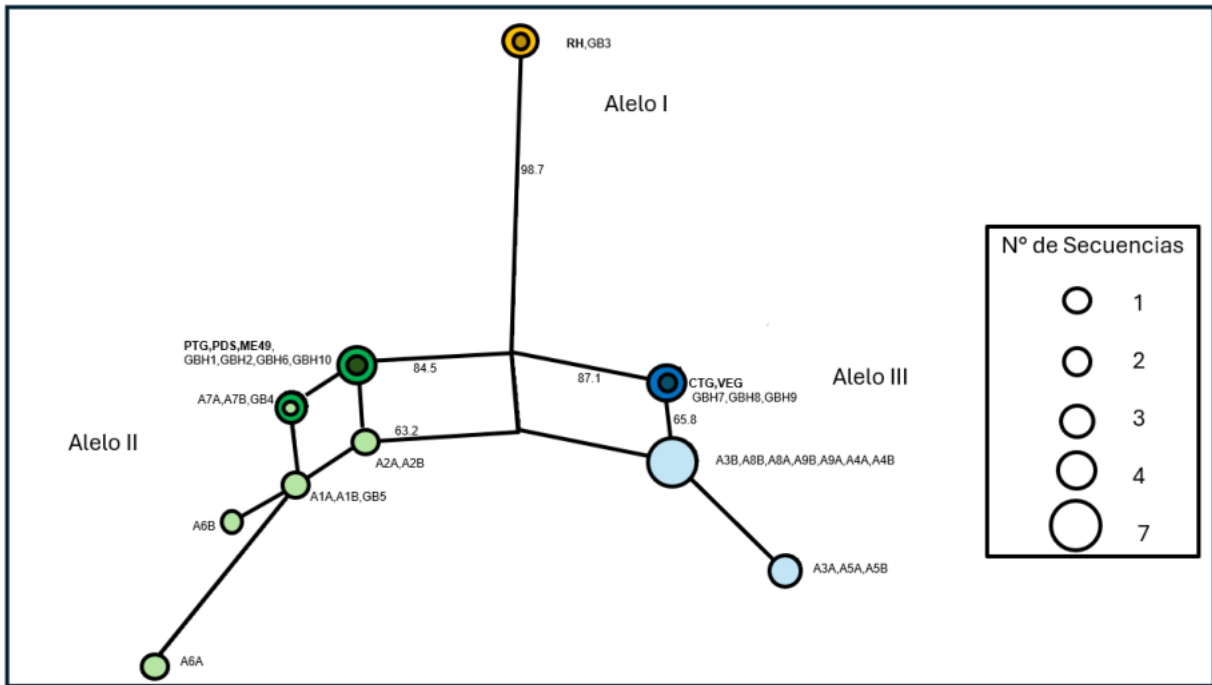 RH,GB3
Alelo I
98.7
N° de Secuencias
1
2
3
4
7
PTG,PDS,ME49,
GBH1,GBH2,GBH6,GBH10
84.5
87.1
CTG,VEG
GBH7,GBH8,GBH9
Alelo III
A7A,A7B,GB4
65.8
Alelo II
63.2
A2A,A2B
A3B,A8B,A8A,A9B,A9A,A4A,A4B
A1A,A1B,GB5
A6B
A3A,A5A,A5B
A6A